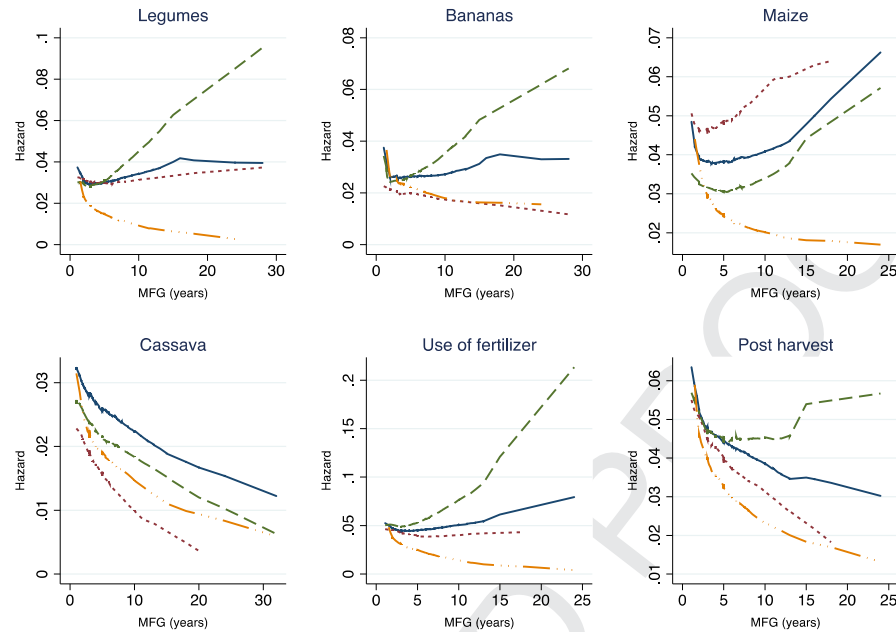 Legumes
Hazard
0 .02 .04 .06 .08 .1
0 10 20 30
MFG (years)
Bananas
Hazard
0 .02 .04 .06 .08
0 10 20 30
MFG (years)
Maize
Hazard
.02 .03 .04 .05 .06 .07
0 5 10 15 20 25
MFG (years)
Cassava
Hazard
0 .01 .02 .03
0 10 20 30
MFG (years)
Use of fertilizer
Hazard
0 .05 .1 .15 .2
0 5 10 15 20 25
MFG (years)
Post harvest
Hazard
.01 .02 .03 .04 .05 .06
0 5 10 15 20 25
MFG (years)